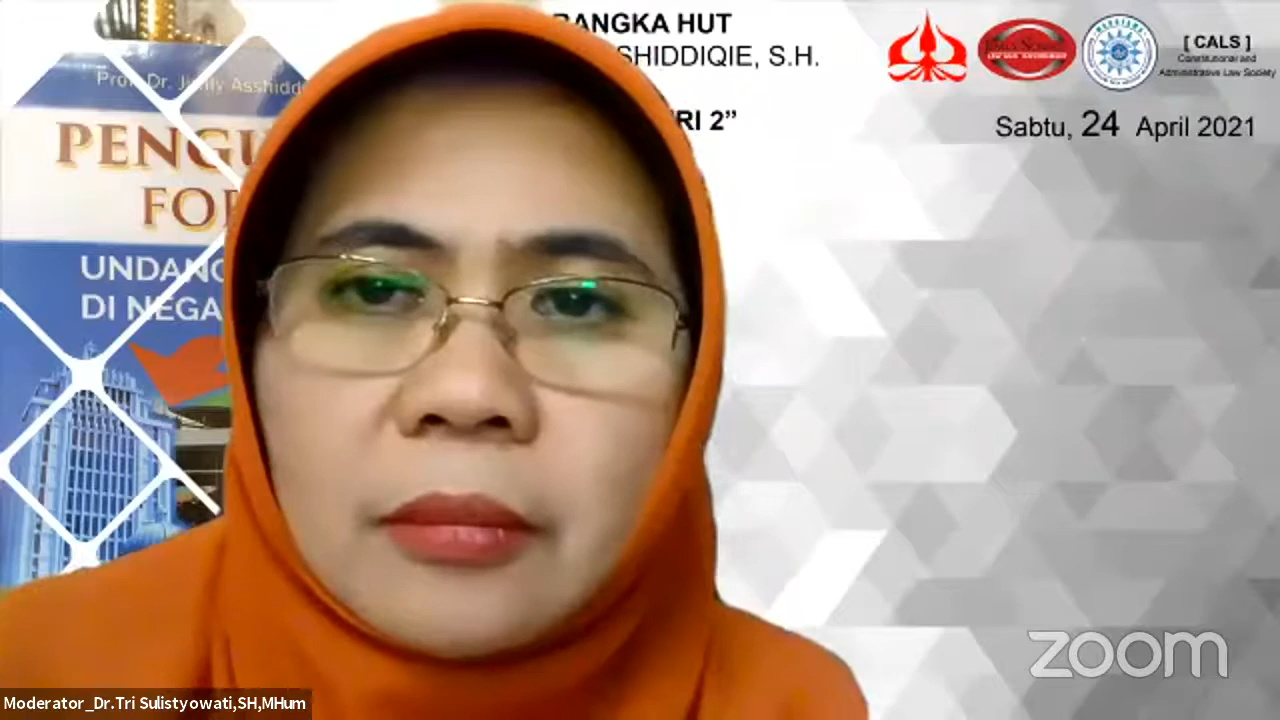 RANGKA HUT
SHIDDIQIE, S.H.
RI 2”
[ CALS ]
Constitutional and
Administrative Law Society
Sabtu, 24 April 2021
Prof. Dr. Jimly Asshidd
PENGU
FOR
UNDANG
DI NEGA
zoom
Moderator_Dr.Tri Sulistyowati,SH,MHum